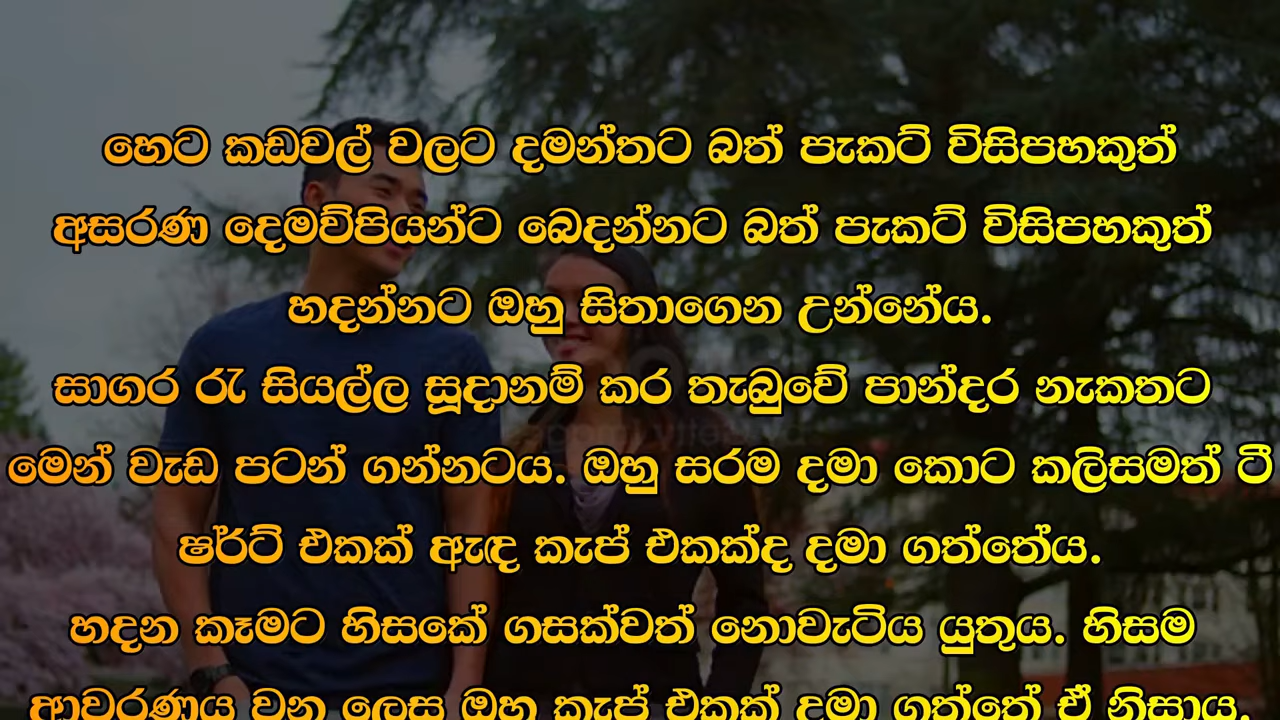 හෙට කඩවල් වලට දමන්තට බත් පැකට් විසිපහකුත්
අසරණ දෙමව්පියන්ට බෙදන්නට බත් පැකට් විසිපහකුත්
හදන්නට ඔහු සිතාගෙන උන්නේය.
සාගර රෑ සියල්ල සූදානම් කර තැබුවේ පාන්දර නැකතට
මෙන් වැඩ පටන් ගන්නටය. ඔහු සරම දමා කොට කලිසමත් ටී
ෂර්ට් එකක් ඇඳ කැප් එකක්ද දමා ගත්තේය.
හදන කෑමට හිසකේ ගසක්වත් නොවැටිය යුතුය. හිසම
ආවරණය වන ලෙස ඔහු කැප් එකක් දමා ගත්තේ ඒ නිසාය.